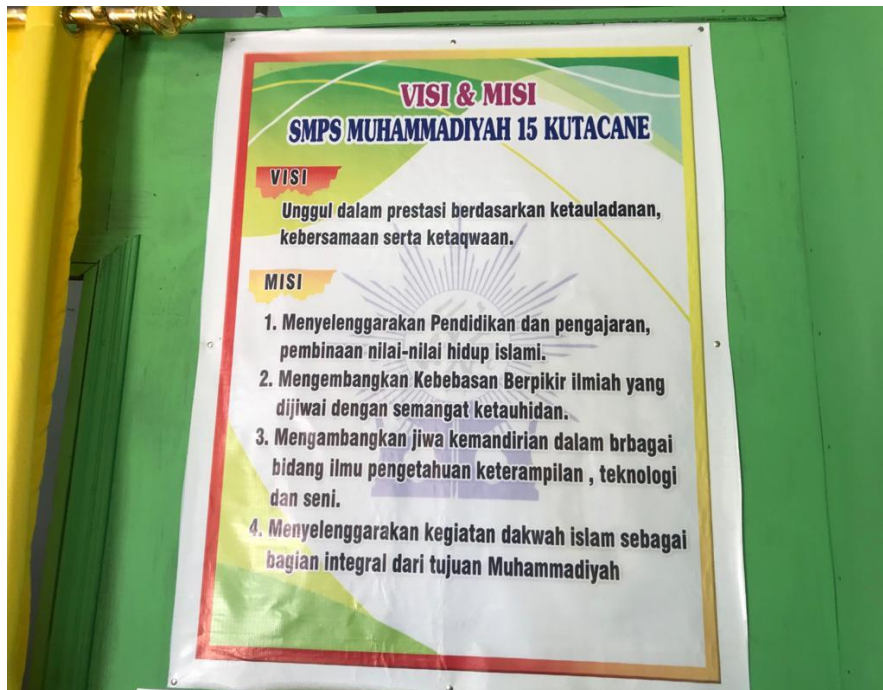 VISI & MISI
SMPS MUHAMMADIYAH 15 KUTACANE
VISI
Unggul dalam prestasi berdasarkan ketauladanan,
kebersamaan serta ketaqwaan.
MISI
1. Menyelenggarakan Pendidikan dan pengajaran,
pembinaan nilai-nilai hidup islami.
2. Mengembangkan Kebebasan Berpikir ilmiah yang
dijiwai dengan semangat ketauhidan.
3. Mengambangkan jiwa kemandirian dalam brbagai
bidang ilmu pengetahuan keterampilan , teknologi
dan seni.
4. Menyelenggarakan kegiatan dakwah islam sebagai
bagian integral dari tujuan Muhammadiyah